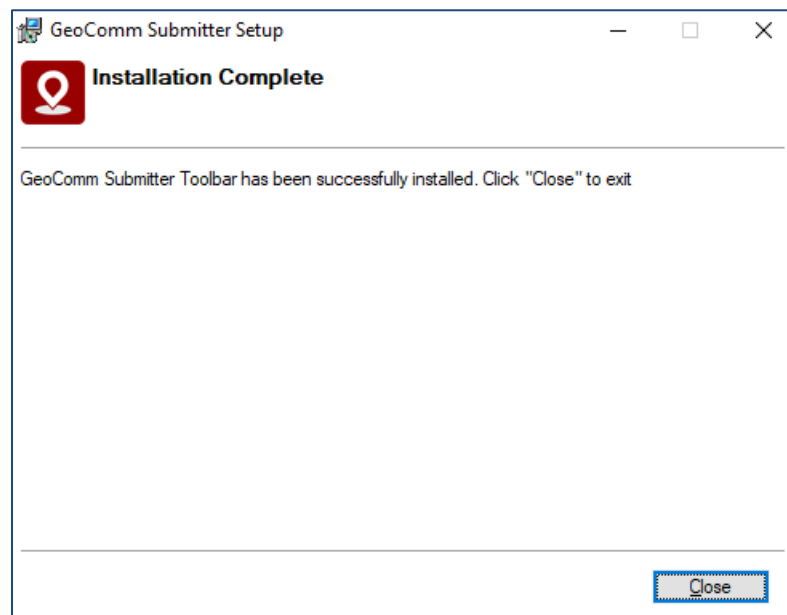 GeoComm Submitter Setup
Installation Complete
GeoComm Submitter Toolbar has been successfully installed. Click "Close" to exit
Close